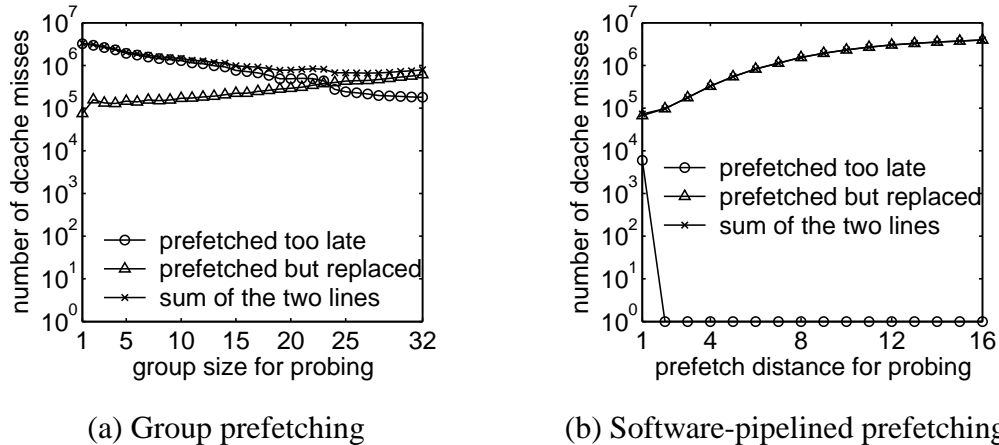 10^7
10^6
10^5
10^4
10^3
10^2
10^1
10^0
number of dcache misses
prefetched too late
prefetched but replaced
sum of the two lines
1 5 10 15 20 25 32
group size for probing
(a) Group prefetching
10^7
10^6
10^5
10^4
10^3
10^2
10^1
10^0
number of dcache misses
prefetched too late
prefetched but replaced
sum of the two lines
1 4 8 12 16
prefetch distance for probing
(b) Software-pipelined prefetching